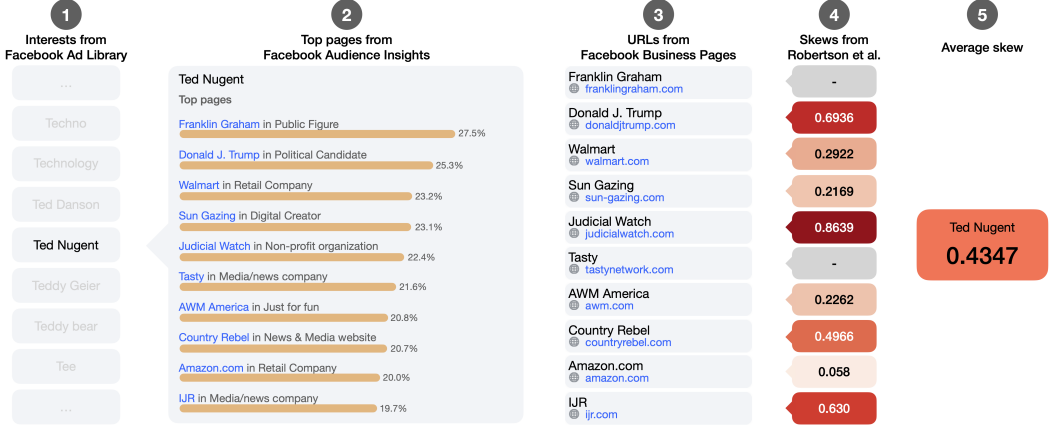 1
Interests from
Facebook Ad Library
...
Techno
Technology
Ted Danson
Ted Nugent
Teddy Geier
Teddy bear
Tee
...
2
Top pages from
Facebook Audience Insights
Ted Nugent
Top pages
Franklin Graham in Public Figure
27.5%
Donald J. Trump in Political Candidate
25.3%
Walmart in Retail Company
23.2%
Sun Gazing in Digital Creator
23.1%
Judicial Watch in Non-profit organization
22.4%
Tasty in Media/news company
21.6%
AWM America in Just for fun
20.8%
Country Rebel in News & Media website
20.7%
Amazon.com in Retail Company
20.0%
IJR in Media/news company
19.7%
3
URLs from
Facebook Business Pages
Franklin Graham
franklingraham.com
Donald J. Trump
donaldjtrump.com
Walmart
walmart.com
Sun Gazing
sun-gazing.com
Judicial Watch
judicialwatch.com
Tasty
tastynetwork.com
AWM America
awm.com
Country Rebel
countryrebel.com
Amazon.com
amazon.com
IJR
ijr.com
4
Skews from
Robertson et al.
-
0.6936
0.2922
0.2169
0.8639
-
0.2262
0.4966
0.058
0.630
5
Average skew
Ted Nugent
0.4347